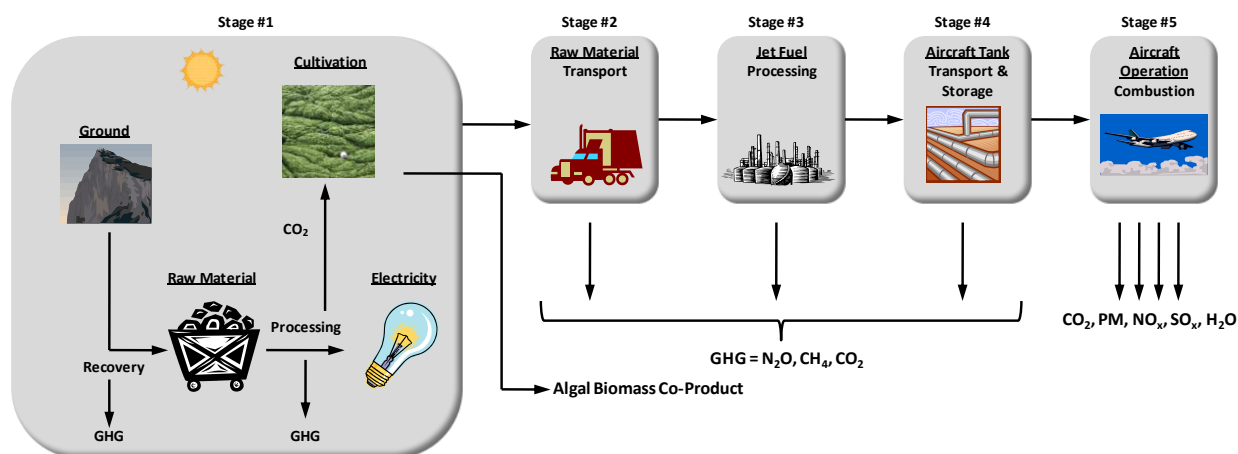 Stage #1
Stage #2
Stage #3
Stage #4
Stage #5
Cultivation
Ground
CO₂
Raw Material
Electricity
Processing
Recovery
GHG
GHG
Raw Material
Transport
Jet Fuel
Processing
Aircraft Tank
Transport &
Storage
Aircraft
Operation
Combustion
GHG = N₂O, CH₄, CO₂
Algal Biomass Co-Product
CO₂, PM, NOₓ, SOₓ, H₂O